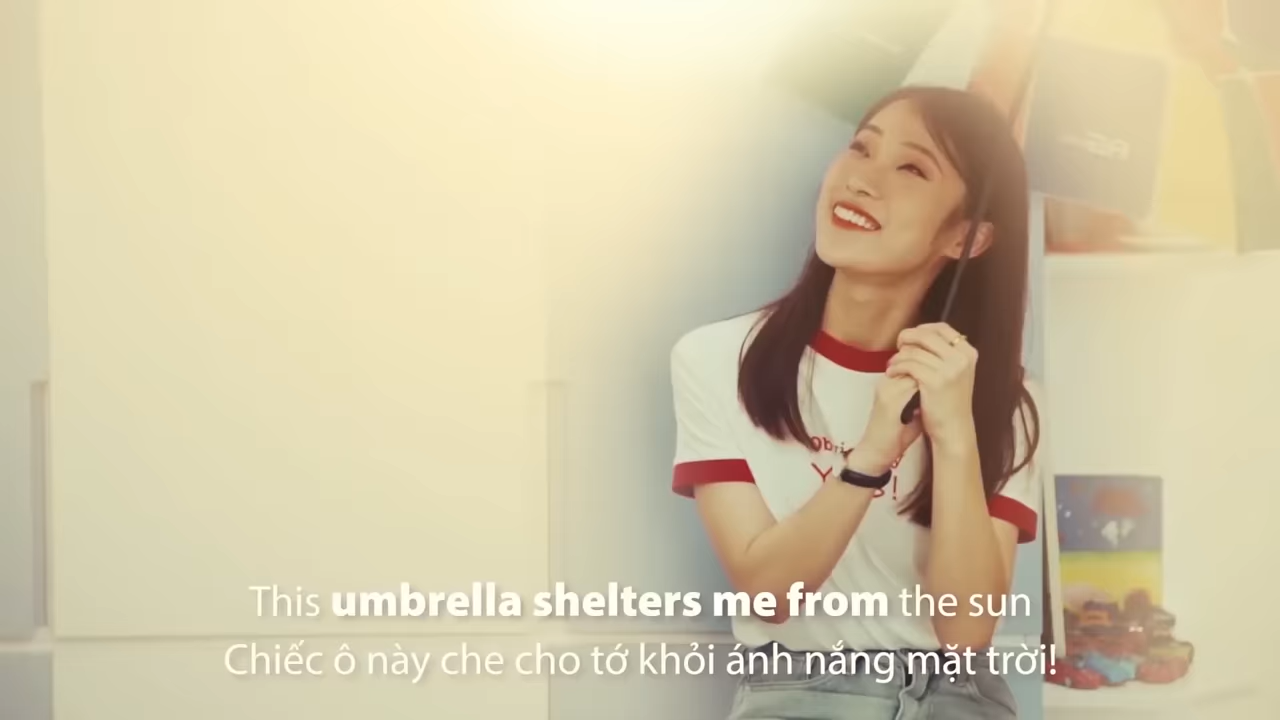 This umbrella shelters me from the sun
Chiếc ô này che cho tớ khỏi ánh nắng mặt trời!